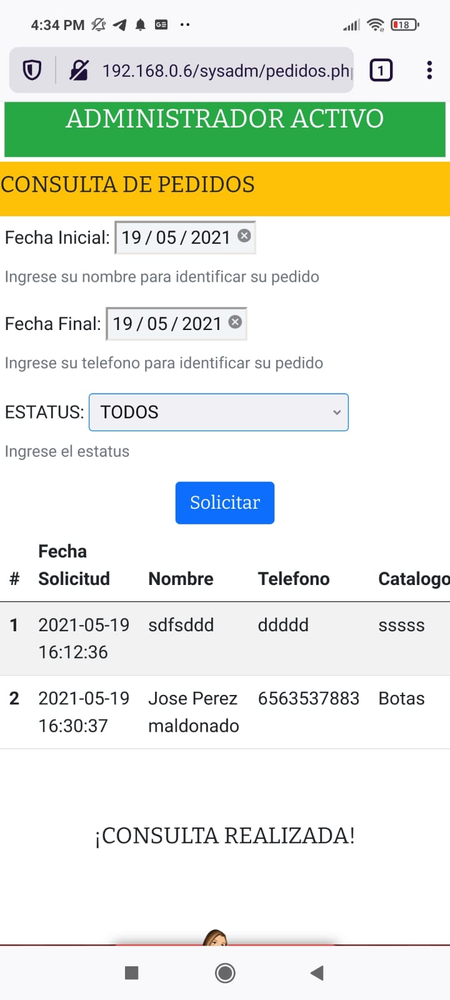 4:34 PM
18
192.168.0.6/sysadm/pedidos.ph
1
ADMINISTRADOR ACTIVO
CONSULTA DE PEDIDOS
Fecha Inicial: 19 / 05 / 2021
Ingrese su nombre para identificar su pedido
Fecha Final: 19 / 05 / 2021
Ingrese su telefono para identificar su pedido
ESTATUS: TODOS
Ingrese el estatus
Solicitar
Fecha
# Solicitud Nombre Telefono Catalogo
1 2021-05-19 sdfsddd ddddd sssss
16:12:36
2 2021-05-19 Jose Perez 6563537883 Botas
16:30:37 maldonado
¡CONSULTA REALIZADA!